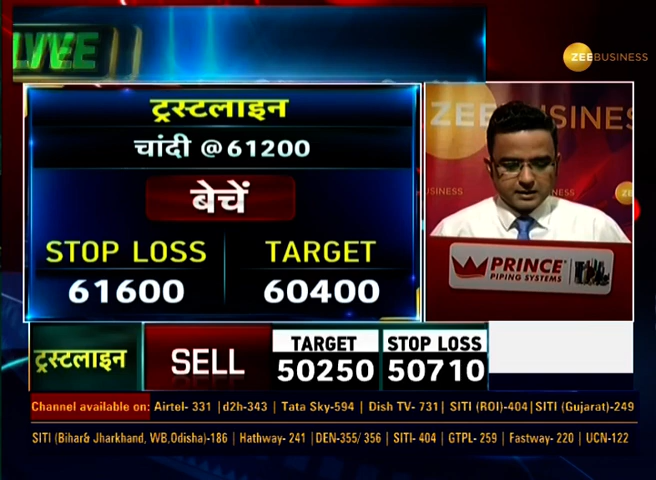 LIVE
ZEE BUSINESS
ट्रस्टलाइन
चांदी @ 61200
बेचें
STOP LOSS
TARGET
61600
60400
ZEE BUSINESS
BUSINESS
NESS
ZEE
PRINCE
PIPING SYSTEMS
ट्रस्टलाइन
SELL
TARGET
50250
STOP LOSS
50710
Channel available on: Airtel- 331 | d2h-343 | Tata Sky-594 | Dish TV- 731 | SITI (ROI)-404 | SITI (Gujarat)-249
SITI (Bihar& Jharkhand, WB,Odisha)-186 | Hathway- 241 | DEN-355/ 356 | SITI- 404 | GTPL- 259 | Fastway- 220 | UCN-122